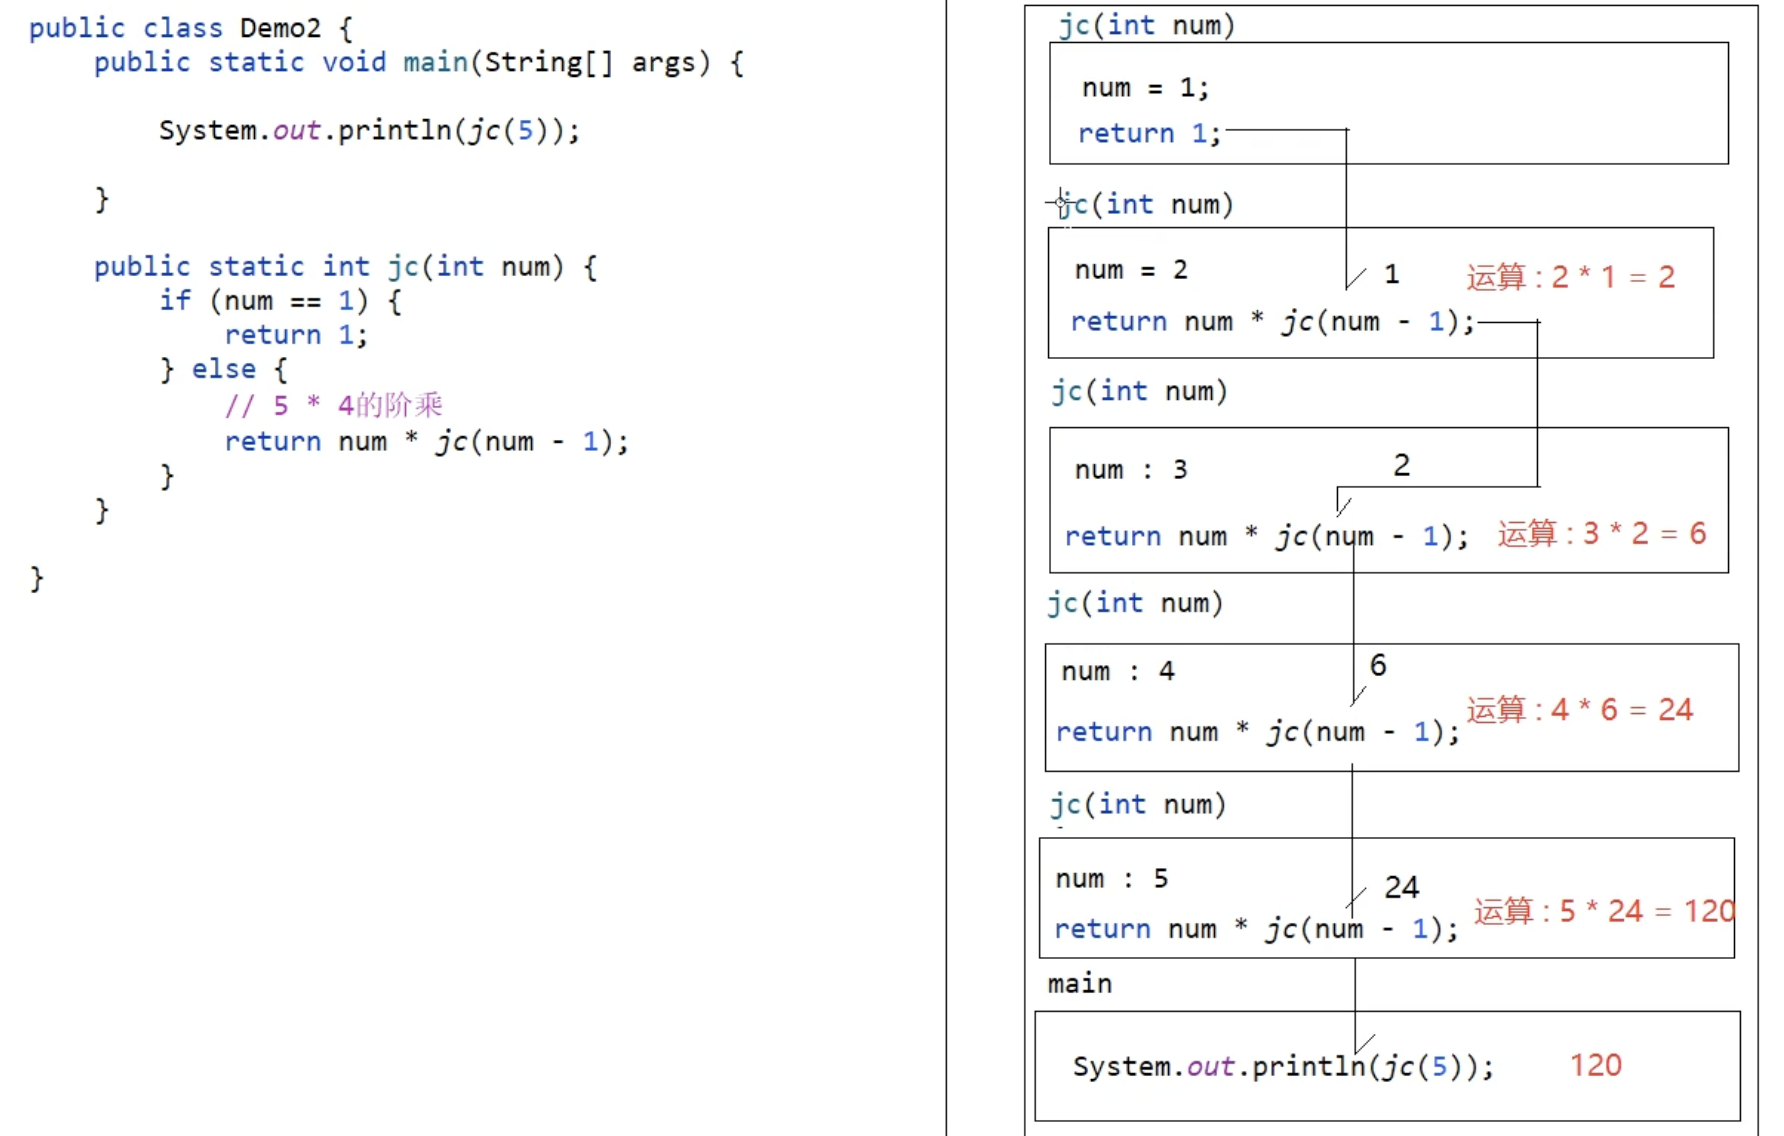 public class Demo2 {
public static void main(String[] args) {
System.out.println(jc(5));
}
public static int jc(int num) {
if (num == 1) {
return 1;
} else {
// 5 * 4的阶乘
return num * jc(num - 1);
}
}
}
jc(int num)
num = 1;
return 1;
jc(int num)
num = 2
1
运算 : 2 * 1 = 2
return num * jc(num - 1);
jc(int num)
num : 3
2
return num * jc(num - 1);
运算 : 3 * 2 = 6
jc(int num)
num : 4
6
运算 : 4 * 6 = 24
return num * jc(num - 1);
jc(int num)
num : 5
24
运算 : 5 * 24 = 120
return num * jc(num - 1);
main
System.out.println(jc(5));
120